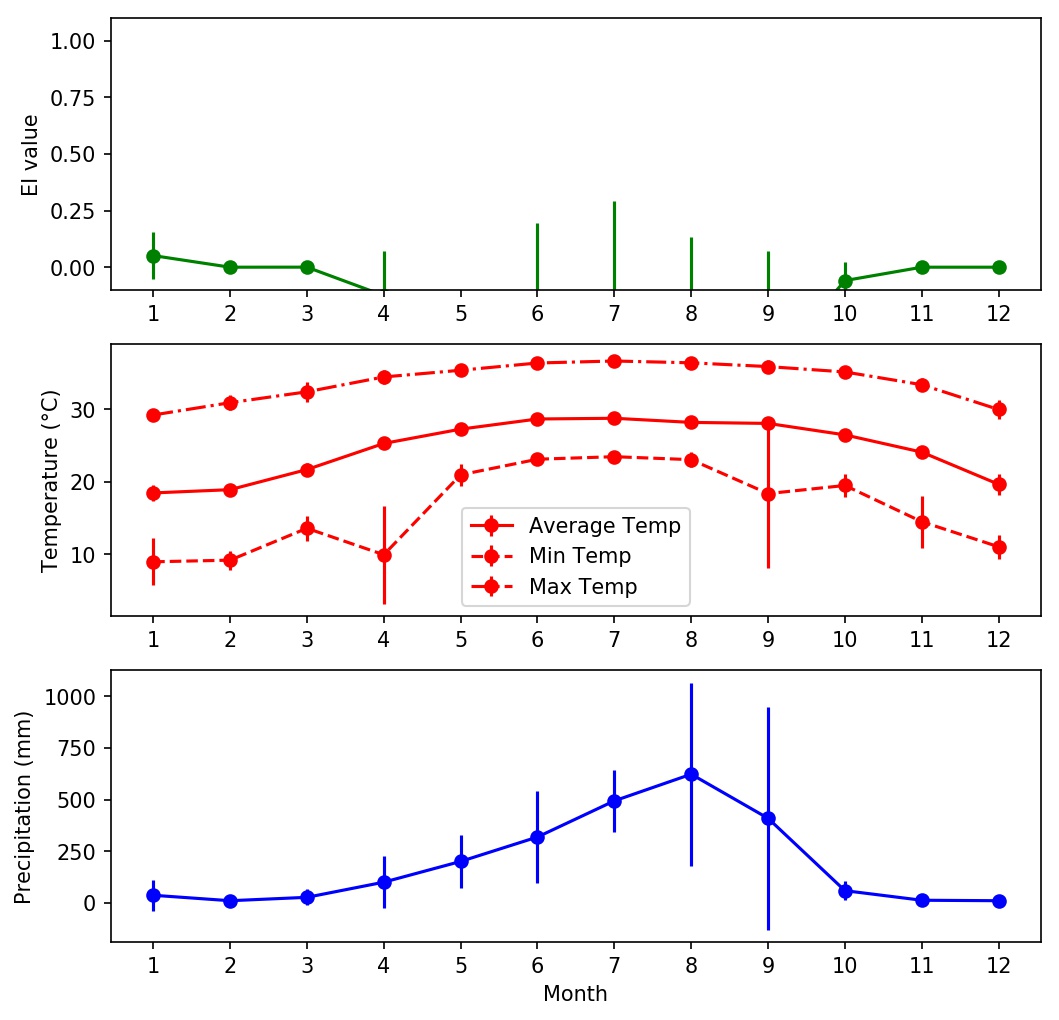 EI value
1.00
0.75
0.50
0.25
0.00
1 2 3 4 5 6 7 8 9 10 11 12
Temperature (°C)
30
20
10
Average Temp
Min Temp
Max Temp
1 2 3 4 5 6 7 8 9 10 11 12
Precipitation (mm)
1000
750
500
250
0
1 2 3 4 5 6 7 8 9 10 11 12
Month